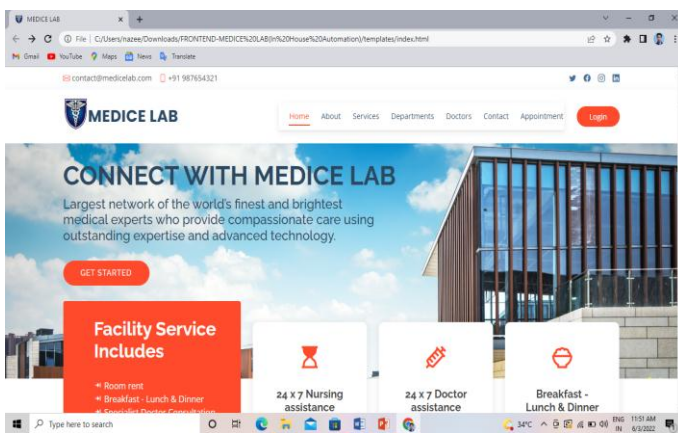 MEDICE LAB
File | C:/Users/nazee/Downloads/FRONTEND-MEDICE%20LAB(In%20House%20Automation)/templates/index.html
Gmail YouTube Maps News Translate
contact@medicelab.com +91 987654321
MEDICE LAB
Home About Services Departments Doctors Contact Appointment Login
CONNECT WITH MEDICE LAB
Largest network of the world's finest and brightest
medical experts who provide compassionate care using
outstanding expertise and advanced technology.
GET STARTED
Facility Service
Includes
Room rent
Breakfast - Lunch & Dinner
Specialist Doctor Consultation
24 x 7 Nursing
assistance
24 x 7 Doctor
assistance
Breakfast -
Lunch & Dinner
Type here to search
34°C
ENG
IN
11:51 AM
6/3/2022